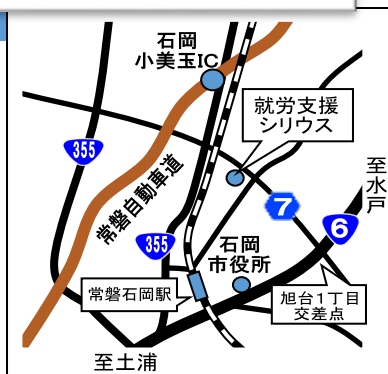 石岡
小美玉IC
就労支援
シリウス
355
至水戸
常磐自動車道
7
6
355
石岡
市役所
常磐石岡駅
旭台1丁目
交差点
至土浦